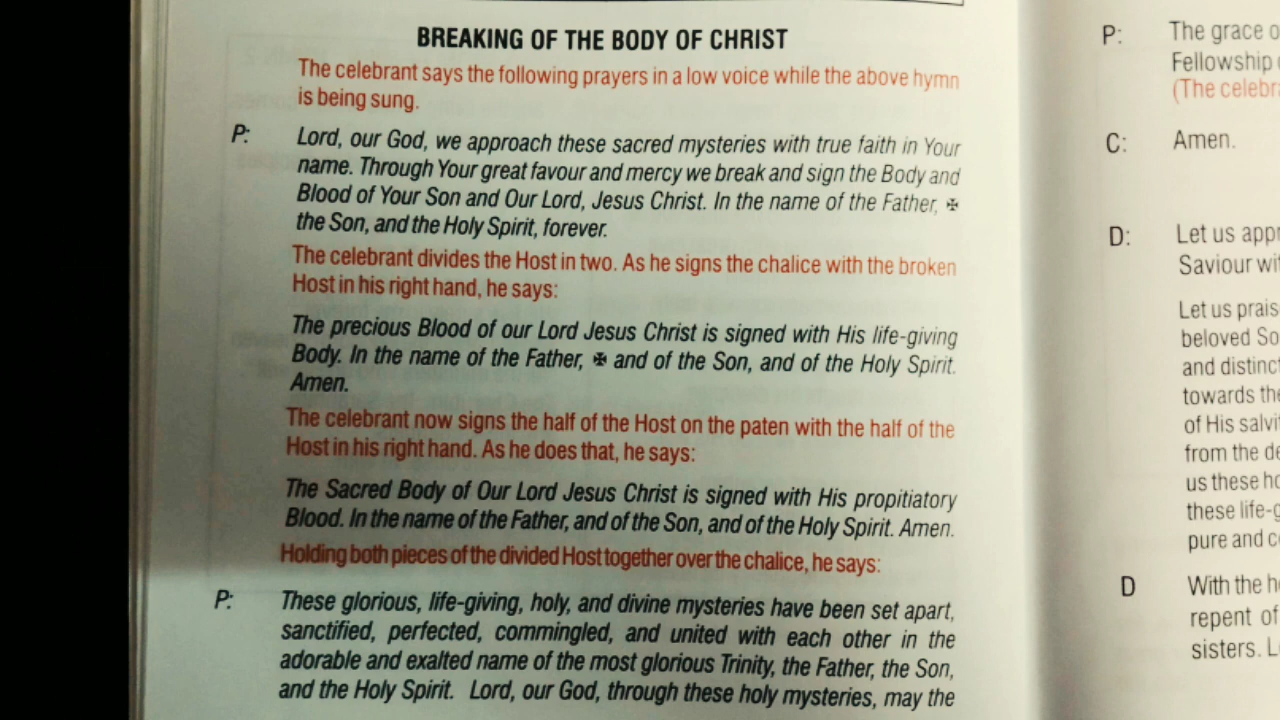 BREAKING OF THE BODY OF CHRIST
The celebrant says the following prayers in a low voice while the above hymn
is being sung.
P: Lord, our God, we approach these sacred mysteries with true faith in Your
name. Through Your great favour and mercy we break and sign the Body and
Blood of Your Son and Our Lord, Jesus Christ. In the name of the Father, ✠
the Son, and the Holy Spirit, forever.
The celebrant divides the Host in two. As he signs the chalice with the broken
Host in his right hand, he says:
The precious Blood of our Lord Jesus Christ is signed with His life-giving
Body. In the name of the Father, ✠ and of the Son, and of the Holy Spirit.
Amen.
The celebrant now signs the half of the Host on the paten with the half of the
Host in his right hand. As he does that, he says:
The Sacred Body of Our Lord Jesus Christ is signed with His propitiatory
Blood. In the name of the Father, and of the Son, and of the Holy Spirit. Amen.
Holding both pieces of the divided Host together over the chalice, he says:
P: These glorious, life-giving, holy, and divine mysteries have been set apart,
sanctified, perfected, commingled, and united with each other in the
adorable and exalted name of the most glorious Trinity, the Father, the Son,
and the Holy Spirit. Lord, our God, through these holy mysteries, may the
P: The grace o
Fellowship
(The celebr
C: Amen.
D: Let us app
Saviour wi
Let us prais
beloved So
and distinct
towards the
of His salvi
from the de
us these ho
these life-g
pure and c
D With the h
repent of
sisters. L